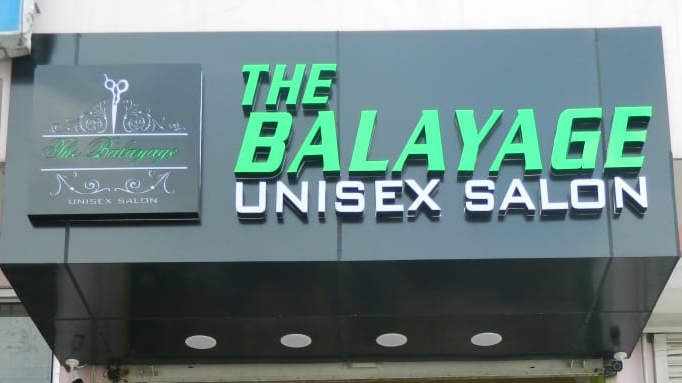 The Balayage
UNISEX SALON
THE
BALAYAGE
UNISEX SALON